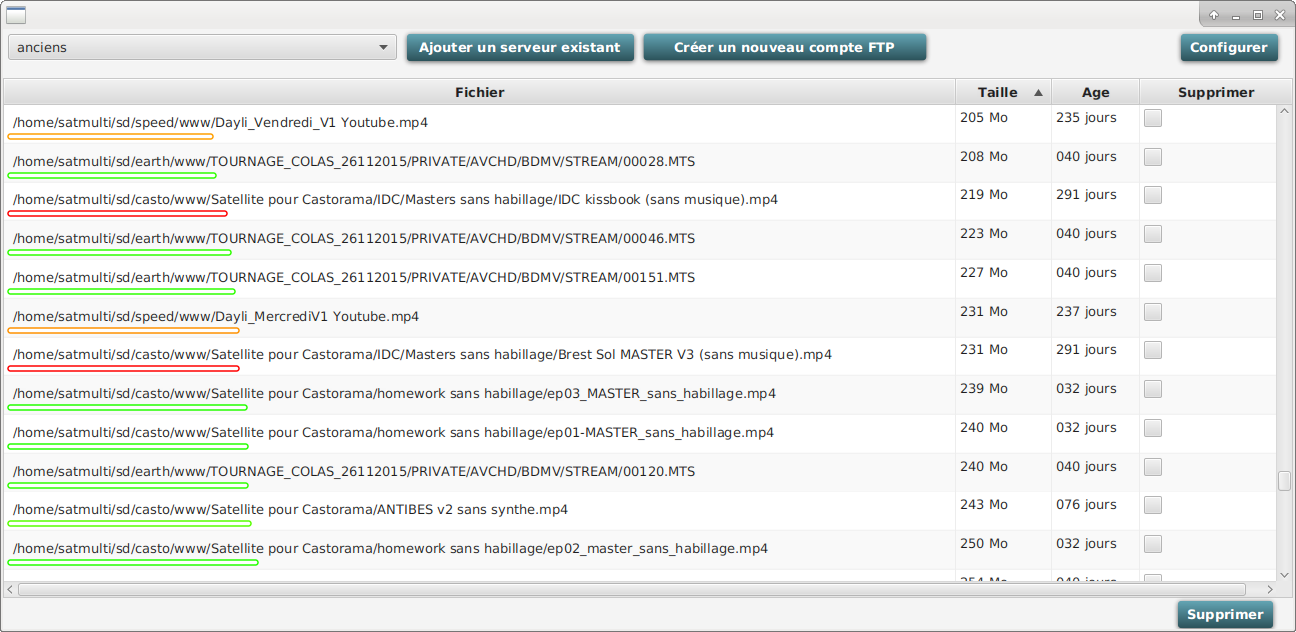 anciens Ajouter un serveur existant Créer un nouveau compte FTP Configurer
Fichier Taille Age Supprimer
/home/satmulti/sd/speed/www/Dayli_Vendredi_V1 Youtube.mp4 205 Mo 235 jours
/home/satmulti/sd/earth/www/TOURNAGE_COLAS_26112015/PRIVATE/AVCHD/BDMV/STREAM/00028.MTS 208 Mo 040 jours
/home/satmulti/sd/casto/www/Satellite pour Castorama/IDC/Masters sans habillage/IDC kissbook (sans musique).mp4 219 Mo 291 jours
/home/satmulti/sd/earth/www/TOURNAGE_COLAS_26112015/PRIVATE/AVCHD/BDMV/STREAM/00046.MTS 223 Mo 040 jours
/home/satmulti/sd/earth/www/TOURNAGE_COLAS_26112015/PRIVATE/AVCHD/BDMV/STREAM/00151.MTS 227 Mo 040 jours
/home/satmulti/sd/speed/www/Dayli_MercrediV1 Youtube.mp4 231 Mo 237 jours
/home/satmulti/sd/casto/www/Satellite pour Castorama/IDC/Masters sans habillage/Brest Sol MASTER V3 (sans musique).mp4 231 Mo 291 jours
/home/satmulti/sd/casto/www/Satellite pour Castorama/homework sans habillage/ep03_MASTER_sans_habillage.mp4 239 Mo 032 jours
/home/satmulti/sd/casto/www/Satellite pour Castorama/homework sans habillage/ep01-MASTER_sans_habillage.mp4 240 Mo 032 jours
/home/satmulti/sd/earth/www/TOURNAGE_COLAS_26112015/PRIVATE/AVCHD/BDMV/STREAM/00120.MTS 240 Mo 040 jours
/home/satmulti/sd/casto/www/Satellite pour Castorama/ANTIBES v2 sans synthe.mp4 243 Mo 076 jours
/home/satmulti/sd/casto/www/Satellite pour Castorama/homework sans habillage/ep02_master_sans_habillage.mp4 250 Mo 032 jours
Supprimer